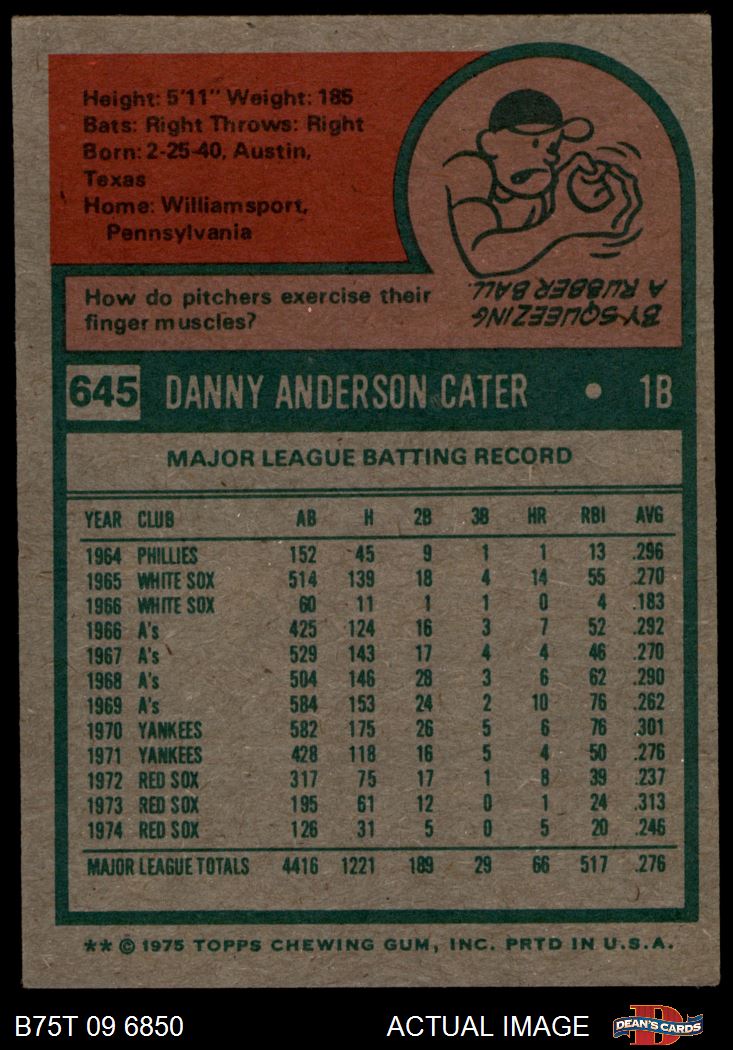 Height: 5'11" Weight: 185
Bats: Right Throws: Right
Born: 2-25-40, Austin,
Texas
Home: Williamsport,
Pennsylvania
How do pitchers exercise their
finger muscles?
BY SQUEEZING
A RUBBER BALL.
645 DANNY ANDERSON CATER • 1B
MAJOR LEAGUE BATTING RECORD
YEAR CLUB AB H 2B 3B HR RBI AVG
1964 PHILLIES 152 45 9 1 1 13 .296
1965 WHITE SOX 514 139 18 4 14 55 .270
1966 WHITE SOX 60 11 1 1 0 4 .183
1966 A's 425 124 16 3 7 52 .292
1967 A's 529 143 17 4 4 46 .270
1968 A's 504 146 28 3 6 62 .290
1969 A's 584 153 24 2 10 76 .262
1970 YANKEES 582 175 26 5 6 76 .301
1971 YANKEES 428 118 16 5 4 50 .276
1972 RED SOX 317 75 17 1 8 39 .237
1973 RED SOX 195 61 12 0 1 24 .313
1974 RED SOX 126 31 5 0 5 20 .246
MAJOR LEAGUE TOTALS 4416 1221 189 29 66 517 .276
** © 1975 TOPPS CHEWING GUM, INC. PRTD IN U.S.A.
B75T 09 6850 ACTUAL IMAGE D DEAN'S CARDS